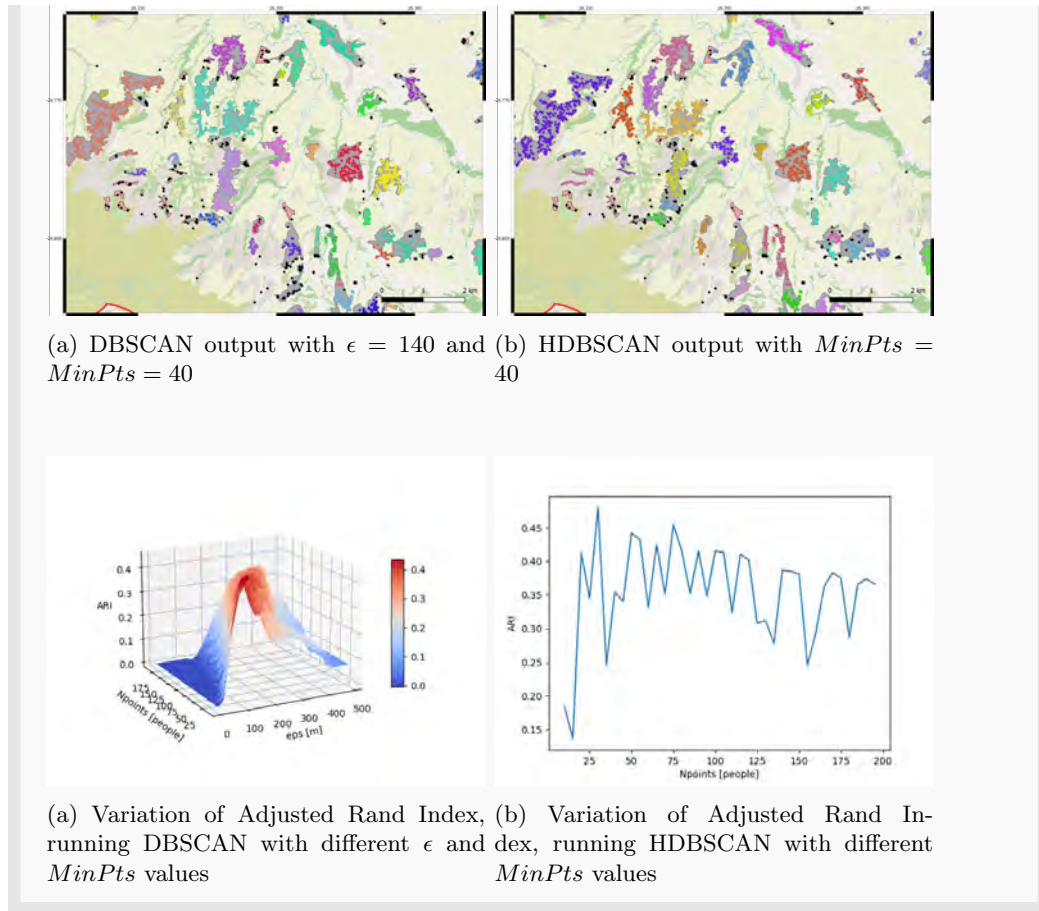 0 1 2 km
(a) DBSCAN output with ϵ = 140 and
MinPts = 40
(b) HDBSCAN output with MinPts =
40
0.4
0.3
0.2
0.1
0.0
ARI
Npoints [people]
0 100 200 300 400 500
eps [m]
0.4
0.3
0.2
0.1
0.0
0.45
0.40
0.35
0.30
0.25
0.20
0.15
ARI
25 50 75 100 125 150 175 200
Npoints [people]
(a) Variation of Adjusted Rand Index,
running DBSCAN with different ϵ and
MinPts values
(b) Variation of Adjusted Rand In-
dex, running HDBSCAN with different
MinPts values